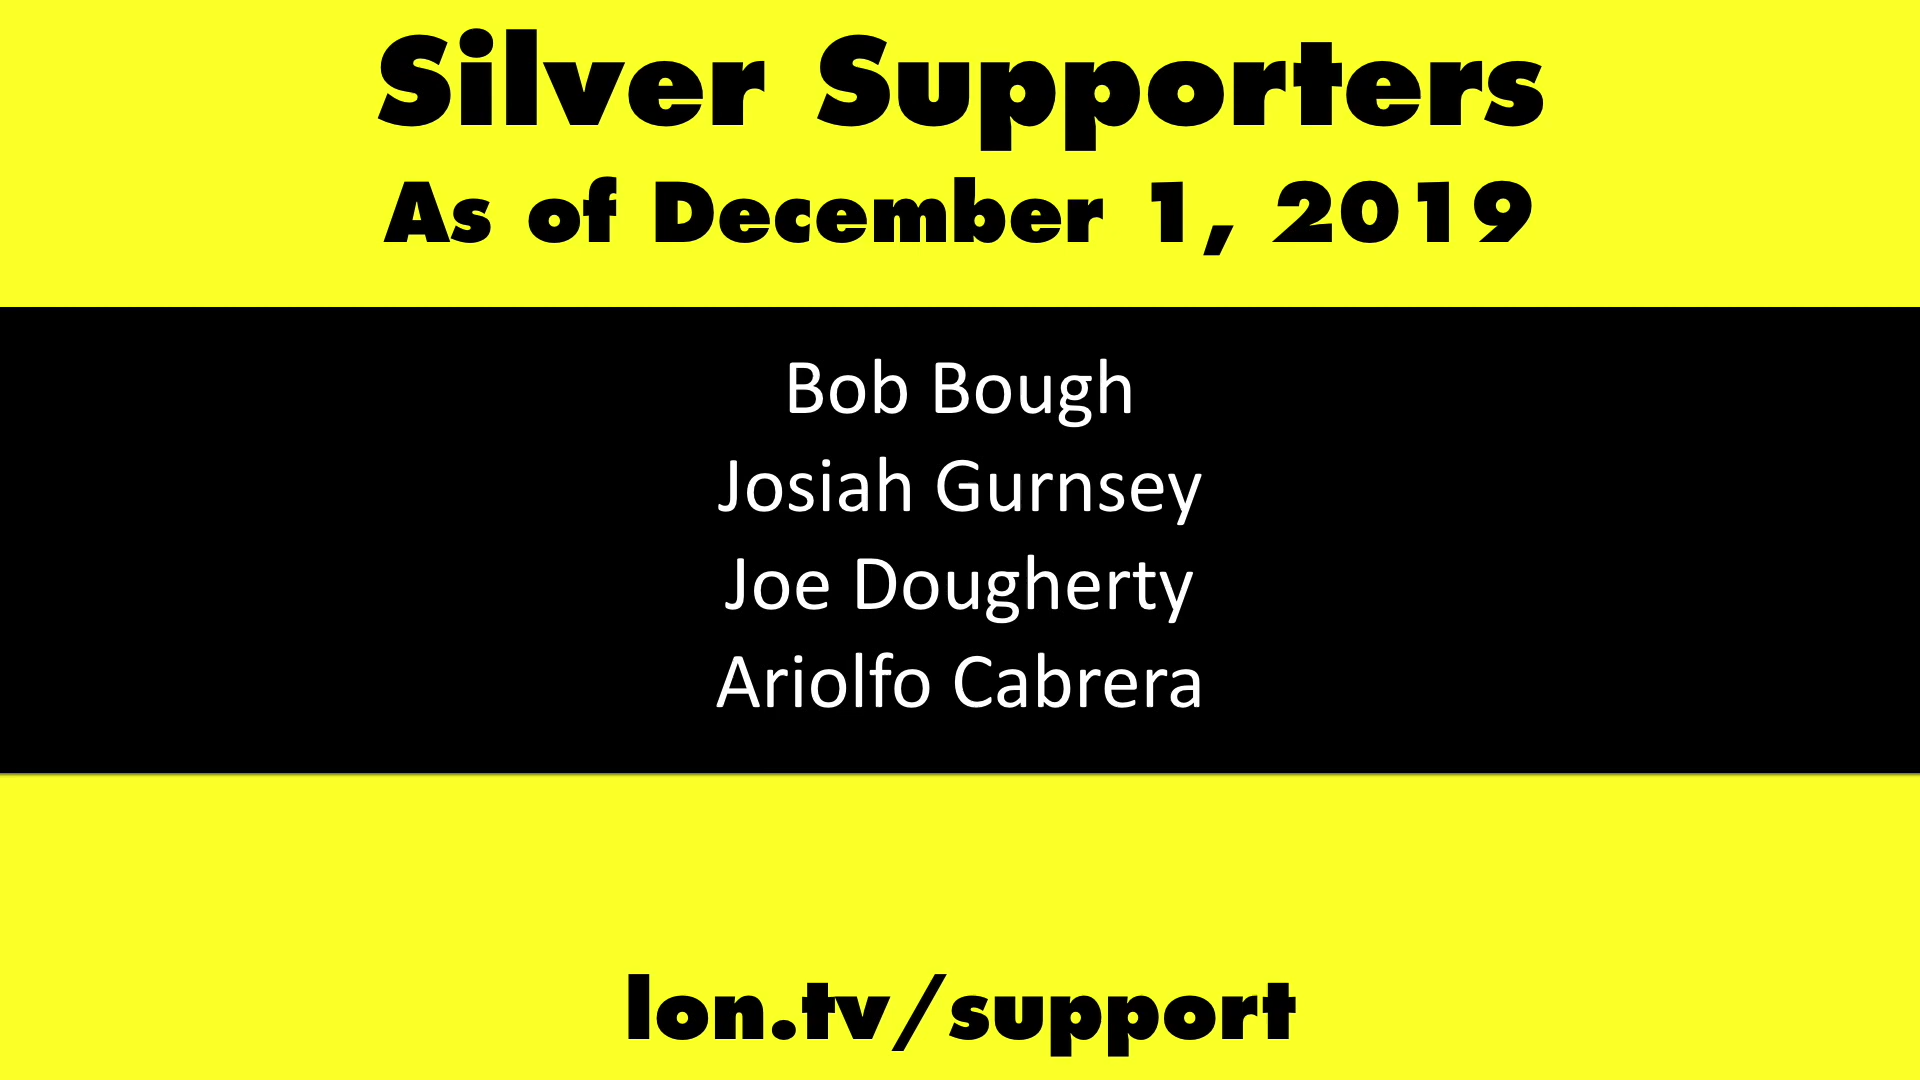 Silver Supporters
As of December 1, 2019
Bob Bough
Josiah Gurnsey
Joe Dougherty
Ariolfo Cabrera
lon.tv/support